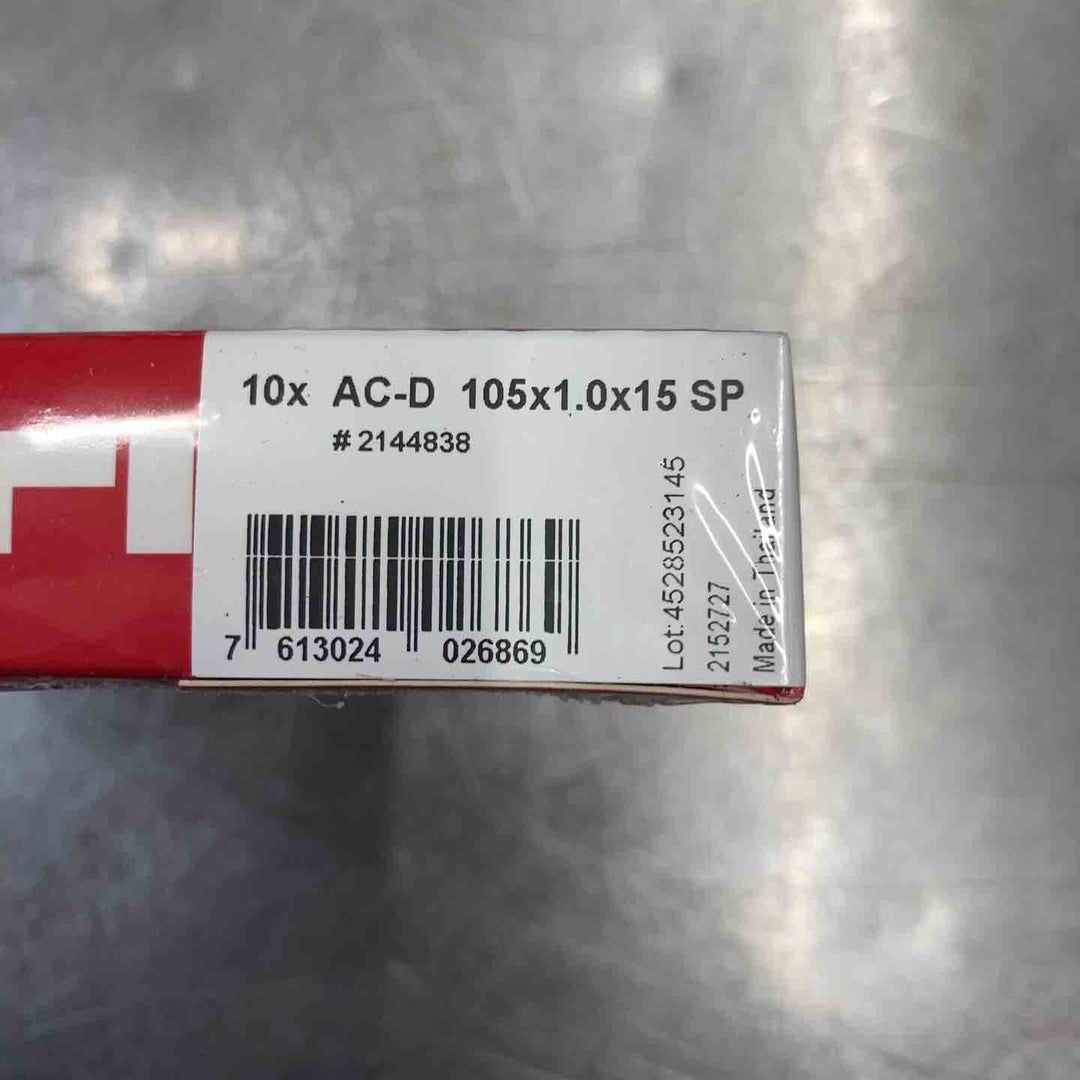 10x AC-D 105x1.0x15 SP
# 2144838
7 613024 026869
Lot:4528523145
2152727
Made in Thailand